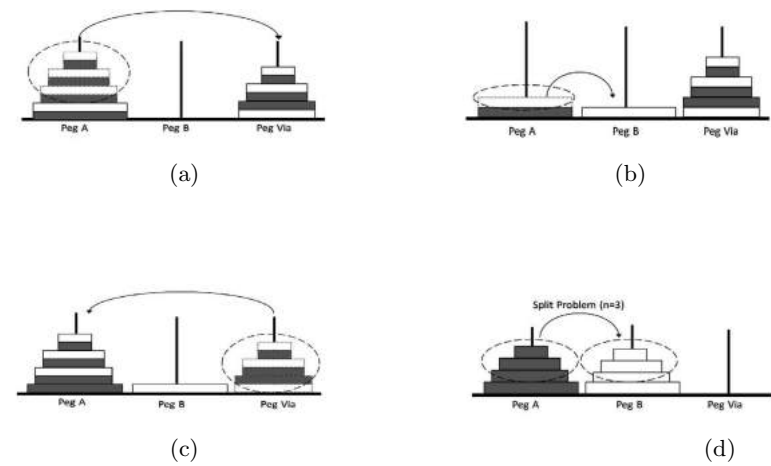 Peg A Peg B Peg Via
Peg A Peg B Peg Via
(a)
(b)
Split Problem (n=3)
Peg A Peg B Peg Via
Peg A Peg B Peg Via
(c)
(d)